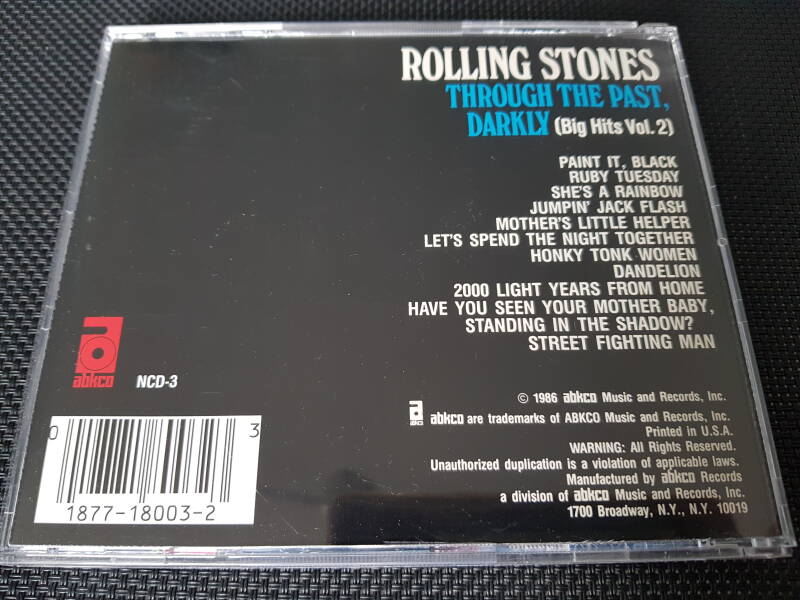 ROLLING STONES
THROUGH THE PAST,
DARKLY (Big Hits Vol. 2)
PAINT IT, BLACK
RUBY TUESDAY
SHE'S A RAINBOW
JUMPIN' JACK FLASH
MOTHER'S LITTLE HELPER
LET'S SPEND THE NIGHT TOGETHER
HONKY TONK WOMEN
DANDELION
2000 LIGHT YEARS FROM HOME
HAVE YOU SEEN YOUR MOTHER BABY,
STANDING IN THE SHADOW?
STREET FIGHTING MAN
abkco
NCD-3
© 1986 abkco Music and Records, Inc.
a abkco abkco are trademarks of ABKCO Music and Records, Inc.
Printed in U.S.A.
WARNING: All Rights Reserved.
Unauthorized duplication is a violation of applicable laws.
Manufactured by abkco Records
a division of abkco Music and Records, Inc.
1700 Broadway, N.Y., N.Y. 10019
0 3
1877-18003-2